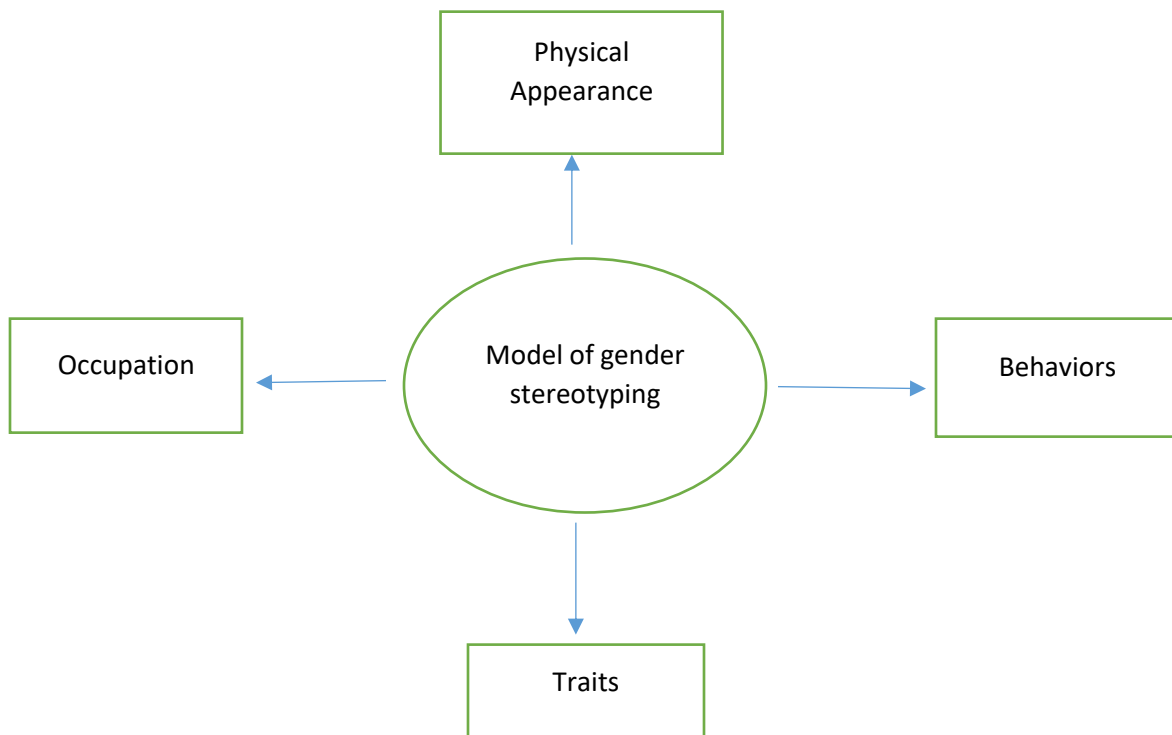 Physical
Appearance
Occupation
Model of gender
stereotyping
Behaviors
Traits